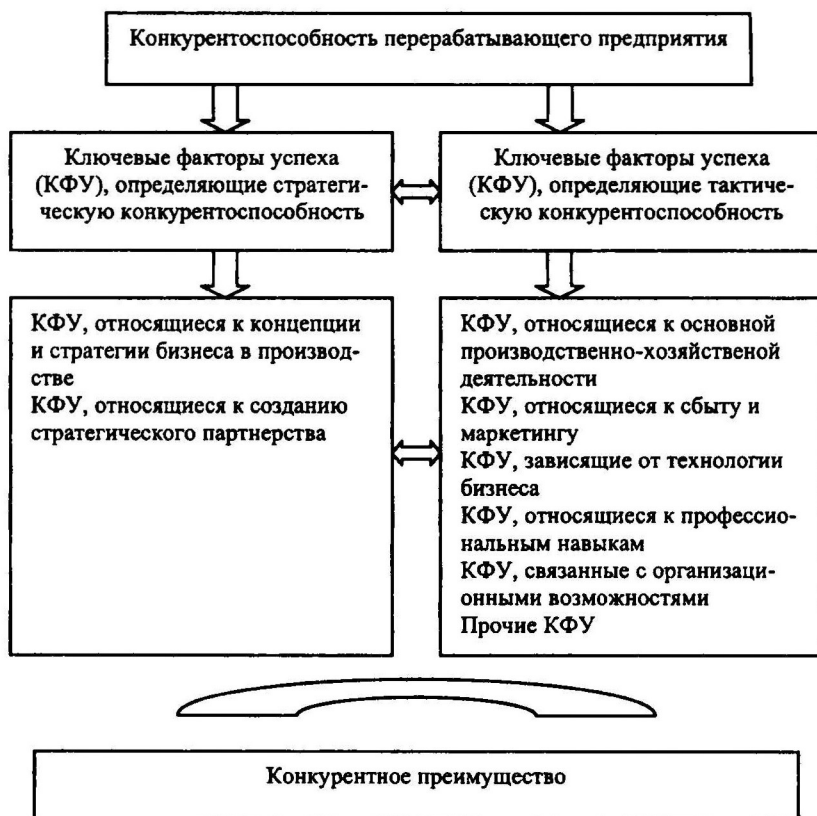 Конкурентоспособность перерабатывающего предприятия
Ключевые факторы успеха
(КФУ), определяющие стратеги-
ческую конкурентоспособность
Ключевые факторы успеха
(КФУ), определяющие тактиче-
скую конкурентоспособность
КФУ, относящиеся к концепции
и стратегии бизнеса в производ-
стве
КФУ, относящиеся к созданию
стратегического партнерства
КФУ, относящиеся к основной
производственно-хозяйственой
деятельности
КФУ, относящиеся к сбыту и
маркетингу
КФУ, зависящие от технологии
бизнеса
КФУ, относящиеся к профессио-
нальным навыкам
КФУ, связанные с организаци-
онными возможностями
Прочие КФУ
Конкурентное преимущество